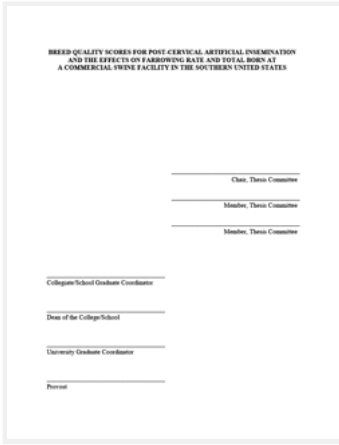 BREED QUALITY SCORES FOR POST-CERVICAL ARTIFICIAL INSEMINATION
AND THE EFFECTS ON FARROWING RATE AND TOTAL BORN AT
A COMMERCIAL SWINE FACILITY IN THE SOUTHERN UNITED STATES
Chair, Thesis Committee
Member, Thesis Committee
Member, Thesis Committee
Collegiate/School Graduate Coordinator
Dean of the College/School
University Graduate Coordinator
Provost